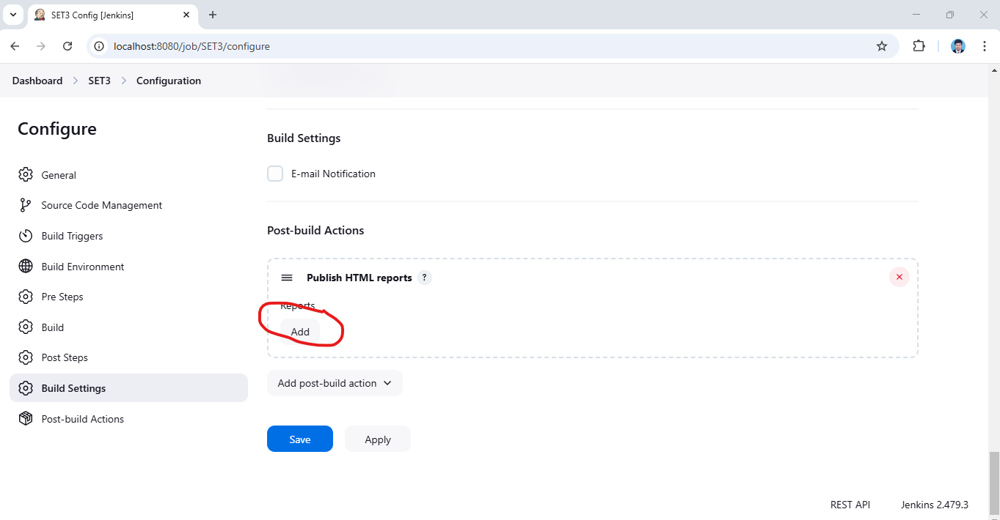 SET3 Config [Jenkins]
localhost:8080/job/SET3/configure
Dashboard SET3 Configuration
Configure
General
Source Code Management
Build Triggers
Build Environment
Pre Steps
Build
Post Steps
Build Settings
Post-build Actions
Build Settings
E-mail Notification
Post-build Actions
Publish HTML reports ?
Reports
Add
Add post-build action
Save Apply
REST API Jenkins 2.479.3